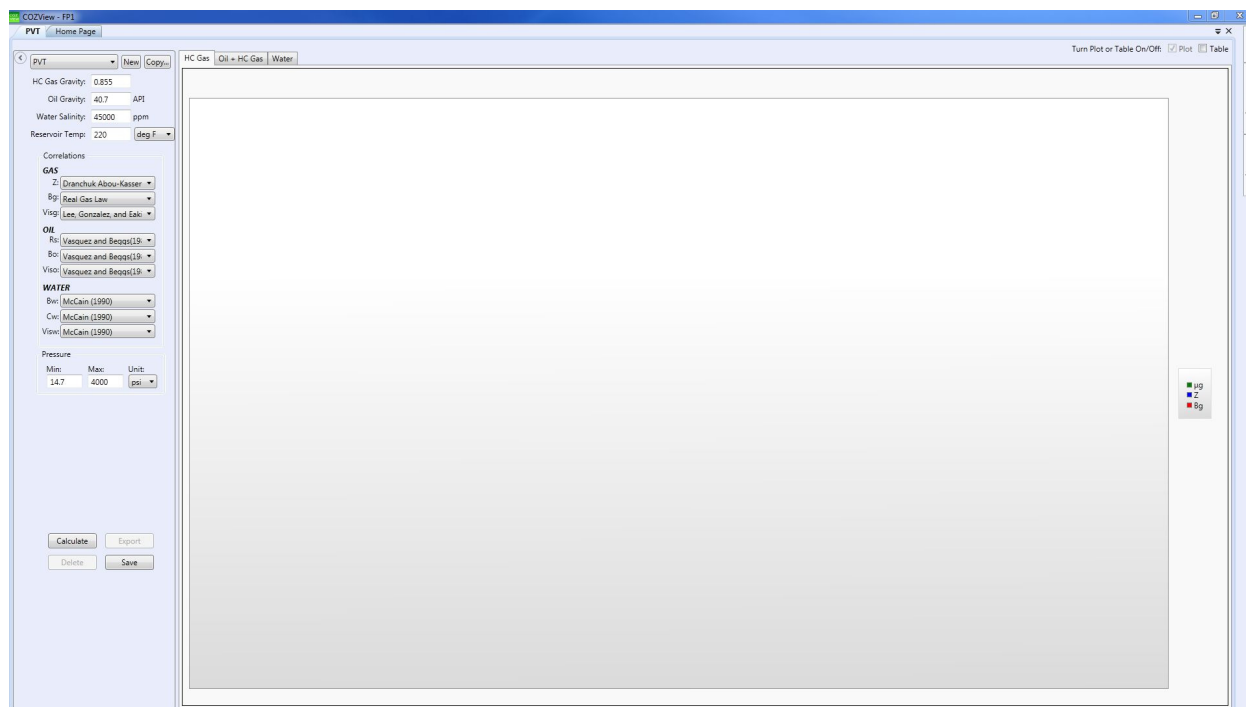 COZView - FP1
PVT Home Page
Turn Plot or Table On/Off: Plot Table
PVT New Copy...
HC Gas Oil + HC Gas Water
HC Gas Gravity: 0.855
Oil Gravity: 40.7 API
Water Salinity: 45000 ppm
Reservoir Temp: 220 deg F
Correlations
GAS
Z: Dranchuk Abou-Kasser
Bg: Real Gas Law
Visg: Lee, Gonzalez, and Eaki
OIL
Rs: Vasquez and Beggs(19
Bo: Vasquez and Beggs(19
Viso: Vasquez and Beggs(19
WATER
Bw: McCain (1990)
Cw: McCain (1990)
Visw: McCain (1990)
Pressure
Min: Max: Unit:
14.7 4000 psi
µg
Z
Bg
Calculate Export
Delete Save